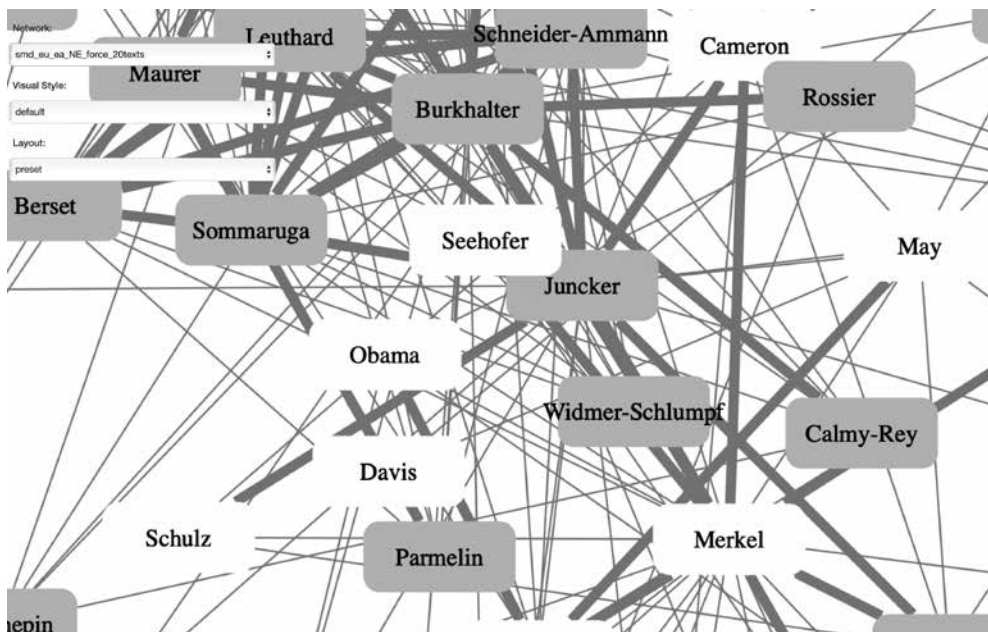 Network:
smd_eu_ea_NE_force_20texts
Visual Style:
default
Layout:
preset
Leuthard
Schneider-Ammann
Cameron
Maurer
Burkhalter
Rossier
Berset
Sommaruga
Seehofer
May
Juncker
Obama
Widmer-Schlumpf
Calmy-Rey
Davis
Schulz
Parmelin
Merkel
nepin